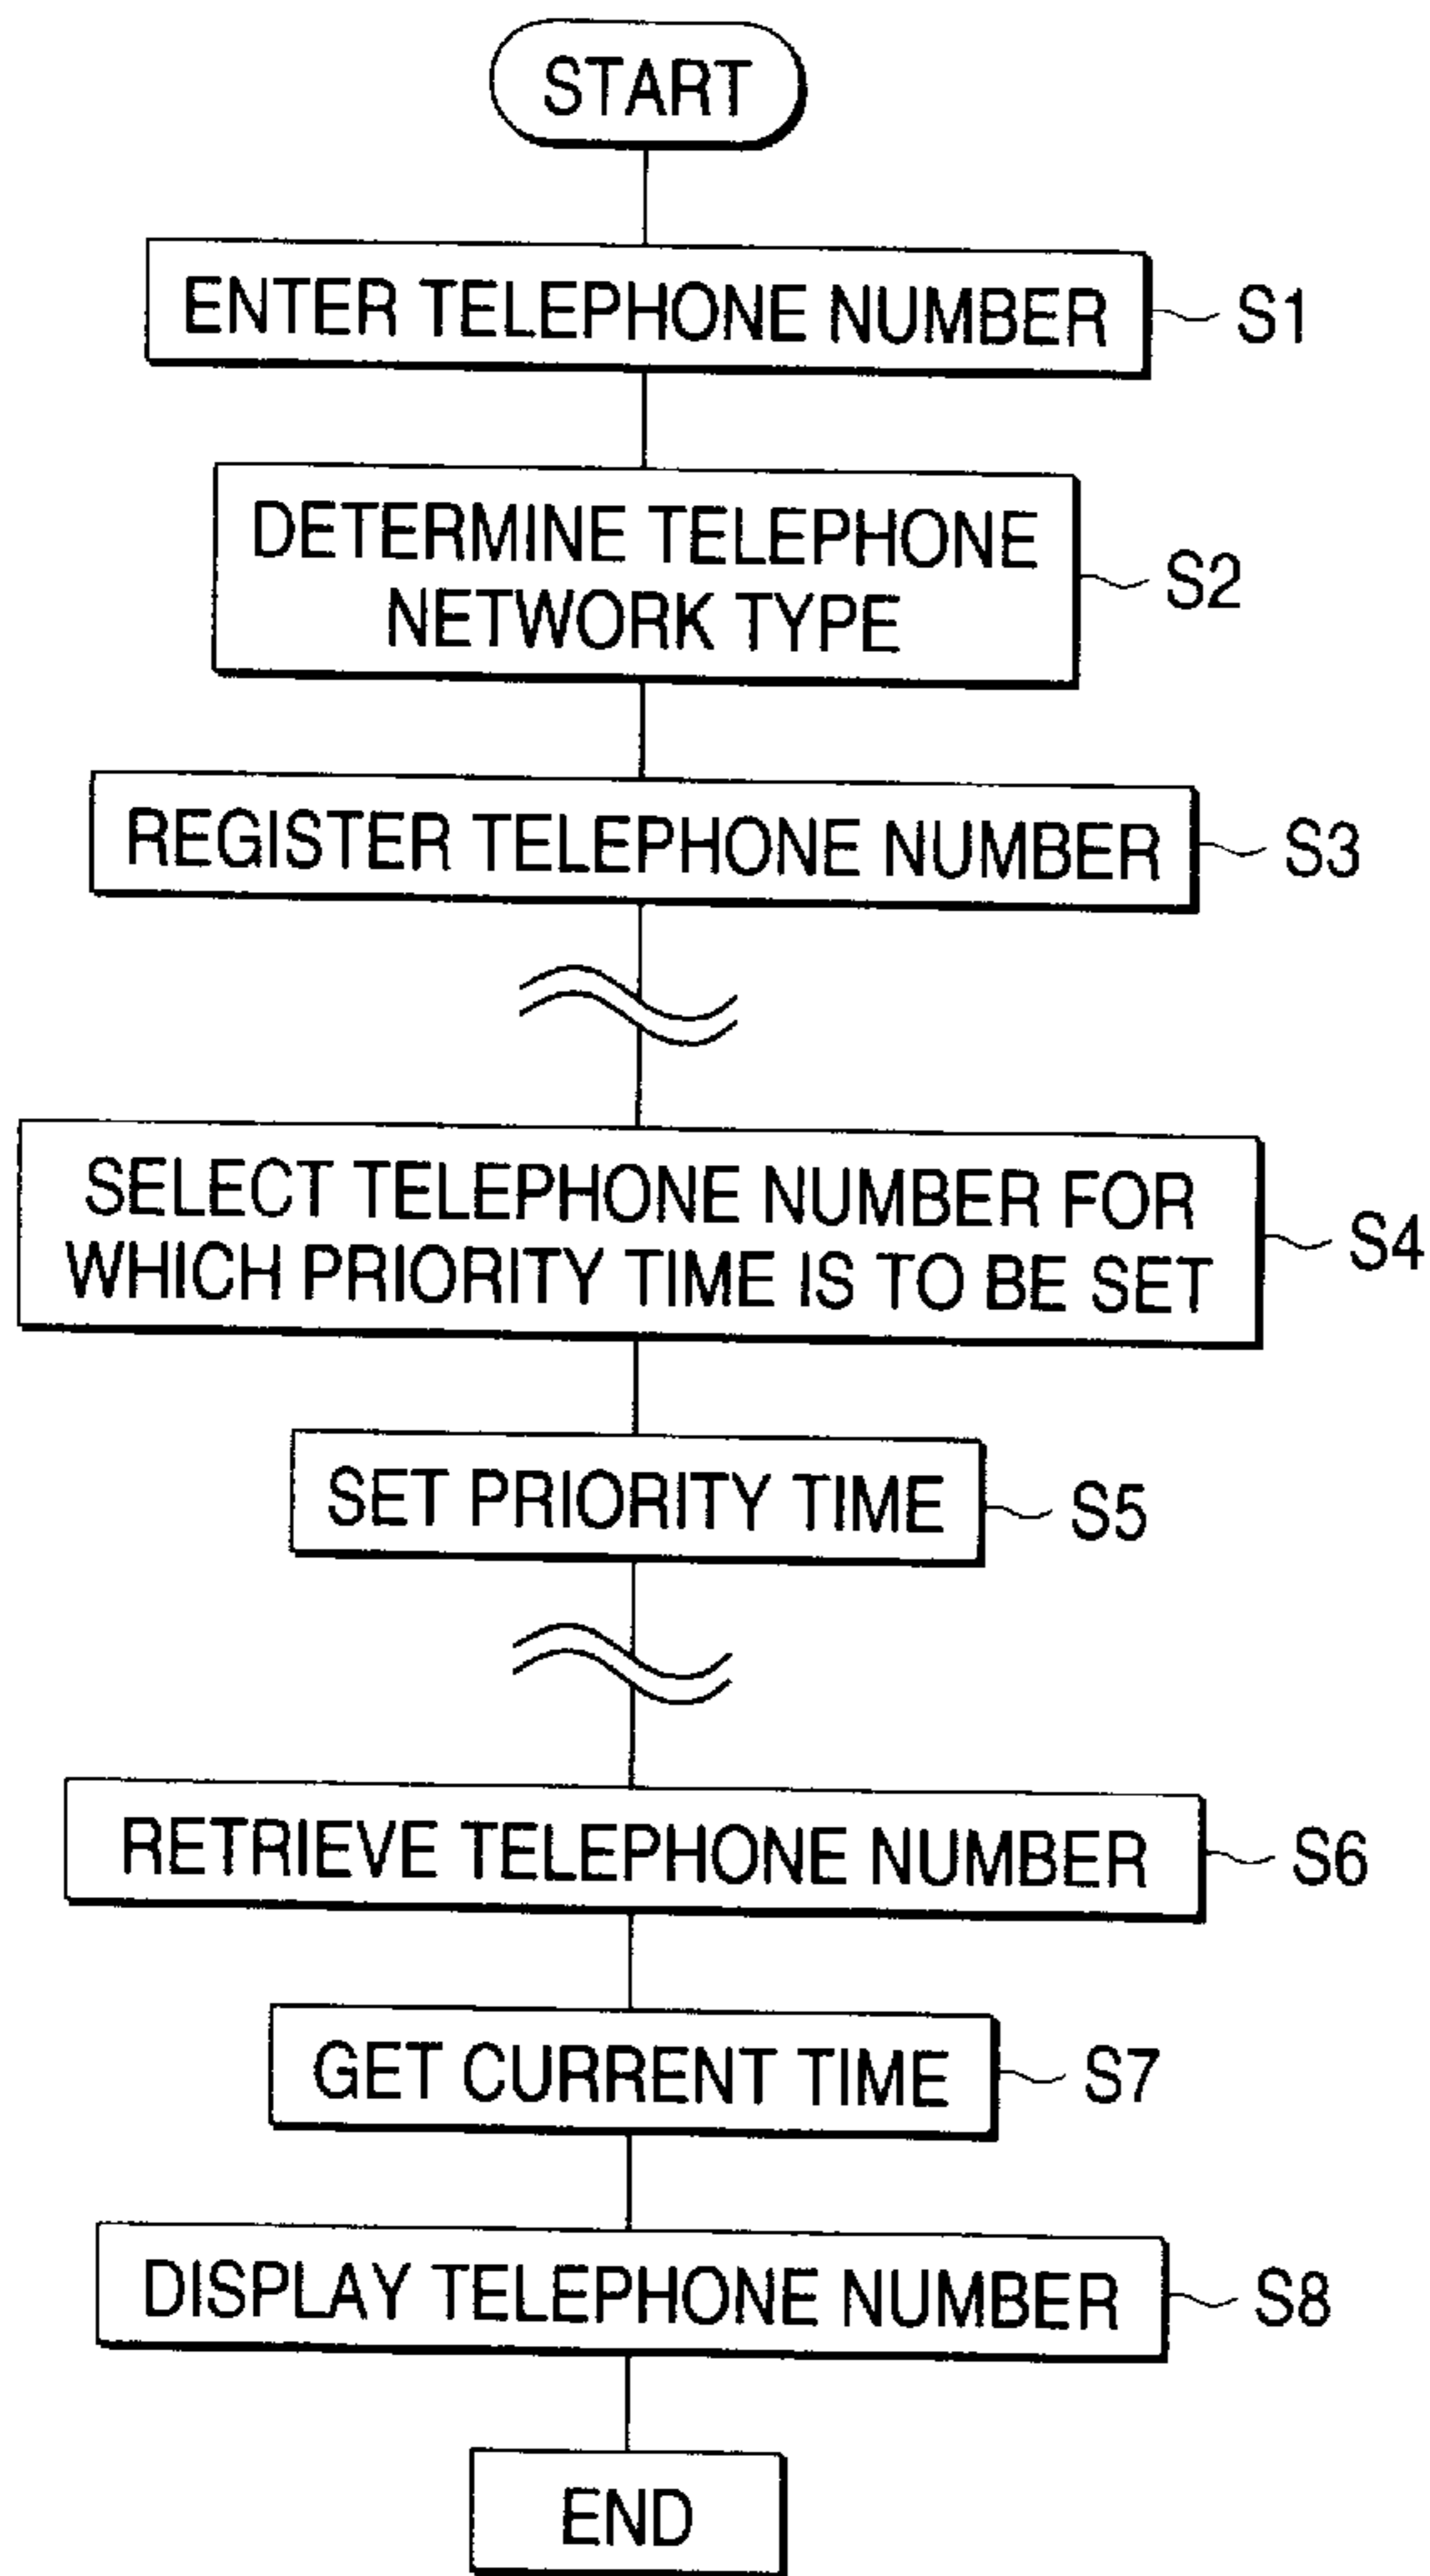 START
ENTER TELEPHONE NUMBER
S1
DETERMINE TELEPHONE
NETWORK TYPE
S2
REGISTER TELEPHONE NUMBER
S3
SELECT TELEPHONE NUMBER FOR
WHICH PRIORITY TIME IS TO BE SET
S4
SET PRIORITY TIME
S5
RETRIEVE TELEPHONE NUMBER
S6
GET CURRENT TIME
S7
DISPLAY TELEPHONE NUMBER
S8
END